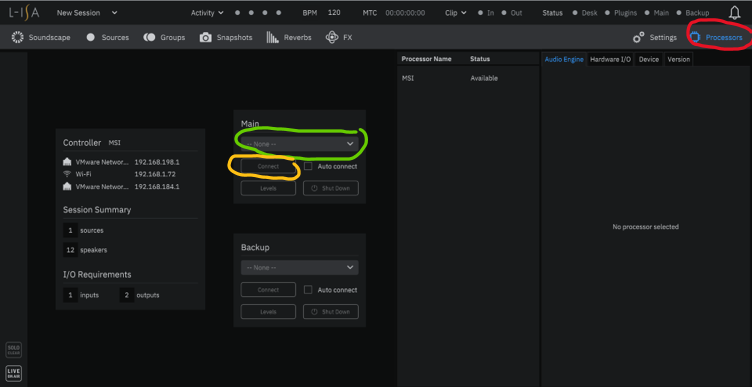 L-ISA New Session Activity BPM 120 MTC 00:00:00:00 Clip In Out Status Desk Plugins Main Backup
Soundscape Sources Groups Snapshots Reverbs FX Settings Processors
Processor Name Status
MSI Available
Audio Engine Hardware I/O Device Version
No processor selected
Controller MSI
VMware Networ... 192.168.198.1
Wi-Fi 192.168.1.72
VMware Networ... 192.168.184.1
Session Summary
1 sources
12 speakers
I/O Requirements
1 inputs 2 outputs
Main
-- None --
Connect Auto connect
Levels Shut Down
Backup
-- None --
Connect Auto connect
Levels Shut Down
SOLO
CLEAR
LIVE